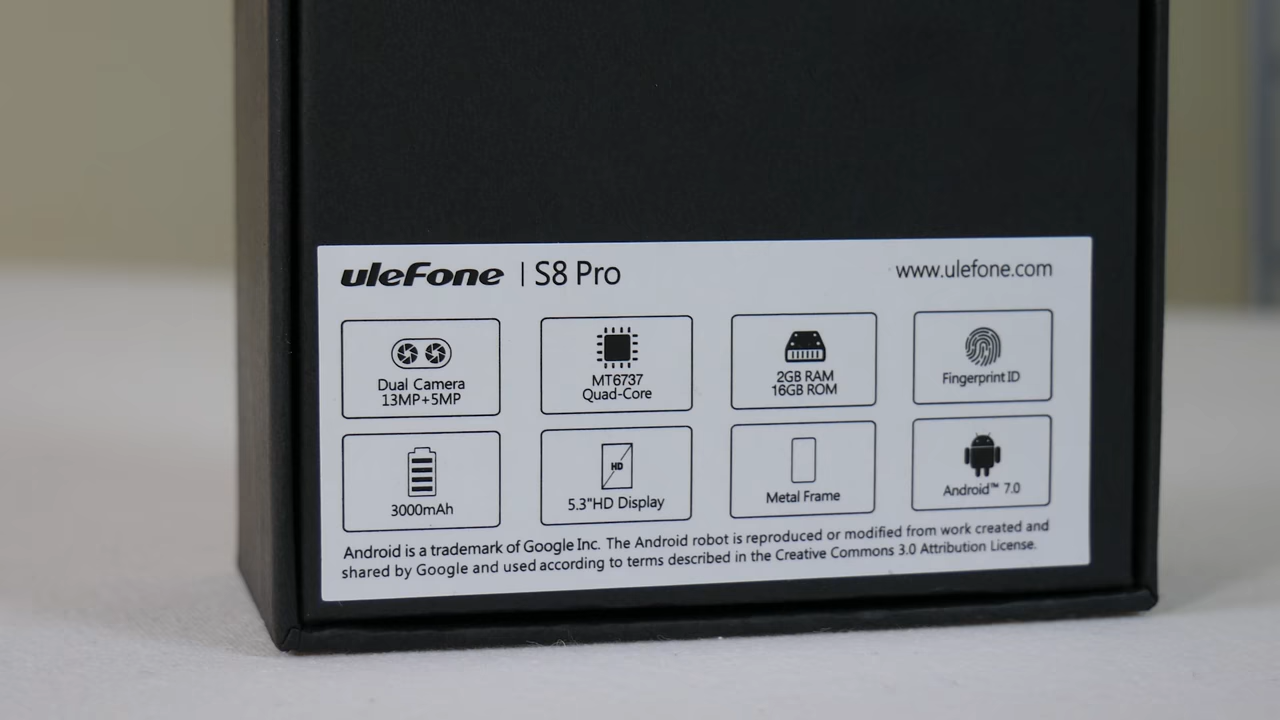 uleFone | S8 Pro
www.ulefone.com
Dual Camera
13MP+5MP
MT6737
Quad-Core
2GB RAM
16GB ROM
Fingerprint ID
3000mAh
HD
5.3"HD Display
Metal Frame
Android™ 7.0
Android is a trademark of Google Inc. The Android robot is reproduced or modified from work created and
shared by Google and used according to terms described in the Creative Commons 3.0 Attribution License.